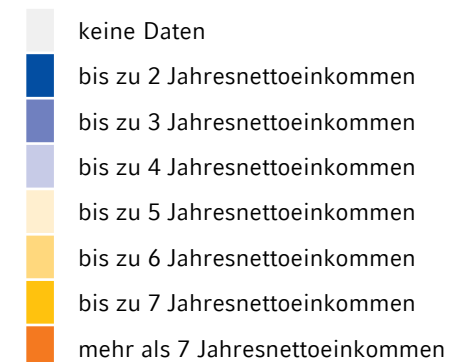 keine Daten
bis zu 2 Jahresnettoeinkommen
bis zu 3 Jahresnettoeinkommen
bis zu 4 Jahresnettoeinkommen
bis zu 5 Jahresnettoeinkommen
bis zu 6 Jahresnettoeinkommen
bis zu 7 Jahresnettoeinkommen
mehr als 7 Jahresnettoeinkommen